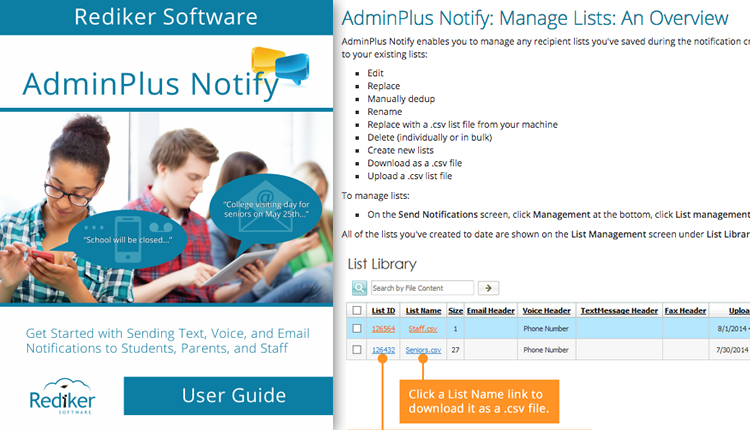 Rediker Software
AdminPlus Notify
"School will be closed..."
"College visiting day for
seniors on May 25th..."
Get Started with Sending Text, Voice, and Email
Notifications to Students, Parents, and Staff
Rediker
SOFTWARE
User Guide
AdminPlus Notify: Manage Lists: An Overview
AdminPlus Notify enables you to manage any recipient lists you've saved during the notification cr
to your existing lists:
Edit
Replace
Manually dedup
Rename
Replace with a .csv list file from your machine
Delete (individually or in bulk)
Create new lists
Download as a .csv file
Upload a .csv list file
To manage lists:
On the Send Notifications screen, click Management at the bottom, click List management
All of the lists you've created to date are shown on the List Management screen under List Librar
List Library
Search by File Content
List ID List Name Size Email Header Voice Header TextMessage Header Fax Header Uploa
126564 Staff.csv 1 Phone Number 8/1/2014
126432 Seniors.csv 27 Phone Number 7/30/2014
Click a List Name link to
download it as a .csv file.